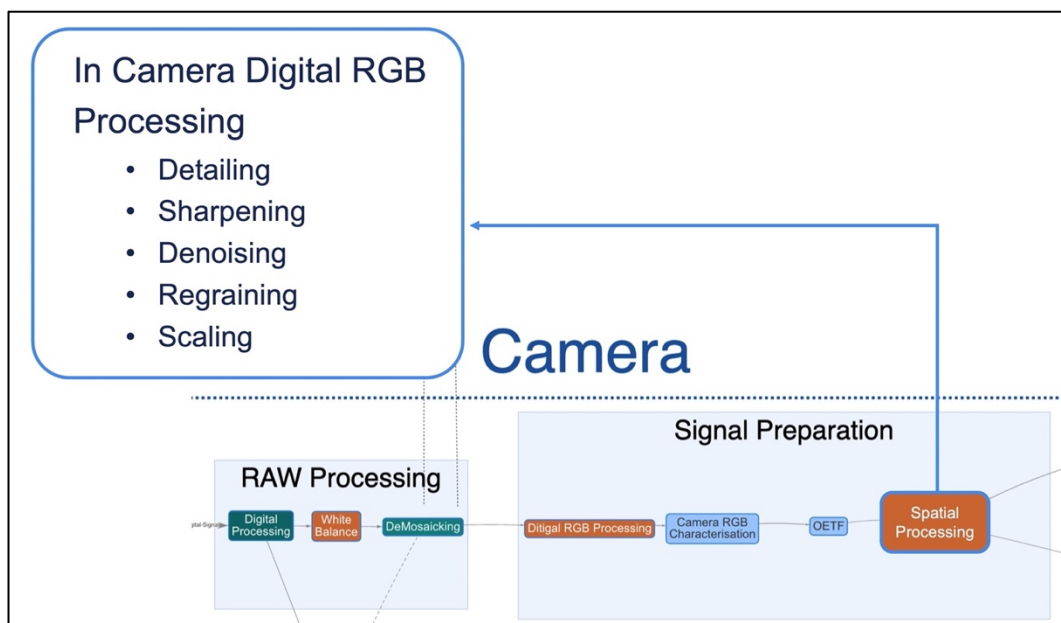 In Camera Digital RGB
Processing
• Detailing
• Sharpening
• Denoising
• Regraining
• Scaling
Camera
Signal Preparation
RAW Processing
Digital
Processing
White
Balance
DeMosaicking
Ditigal RGB Processing
Camera RGB
Characterisation
OETF
Spatial
Processing